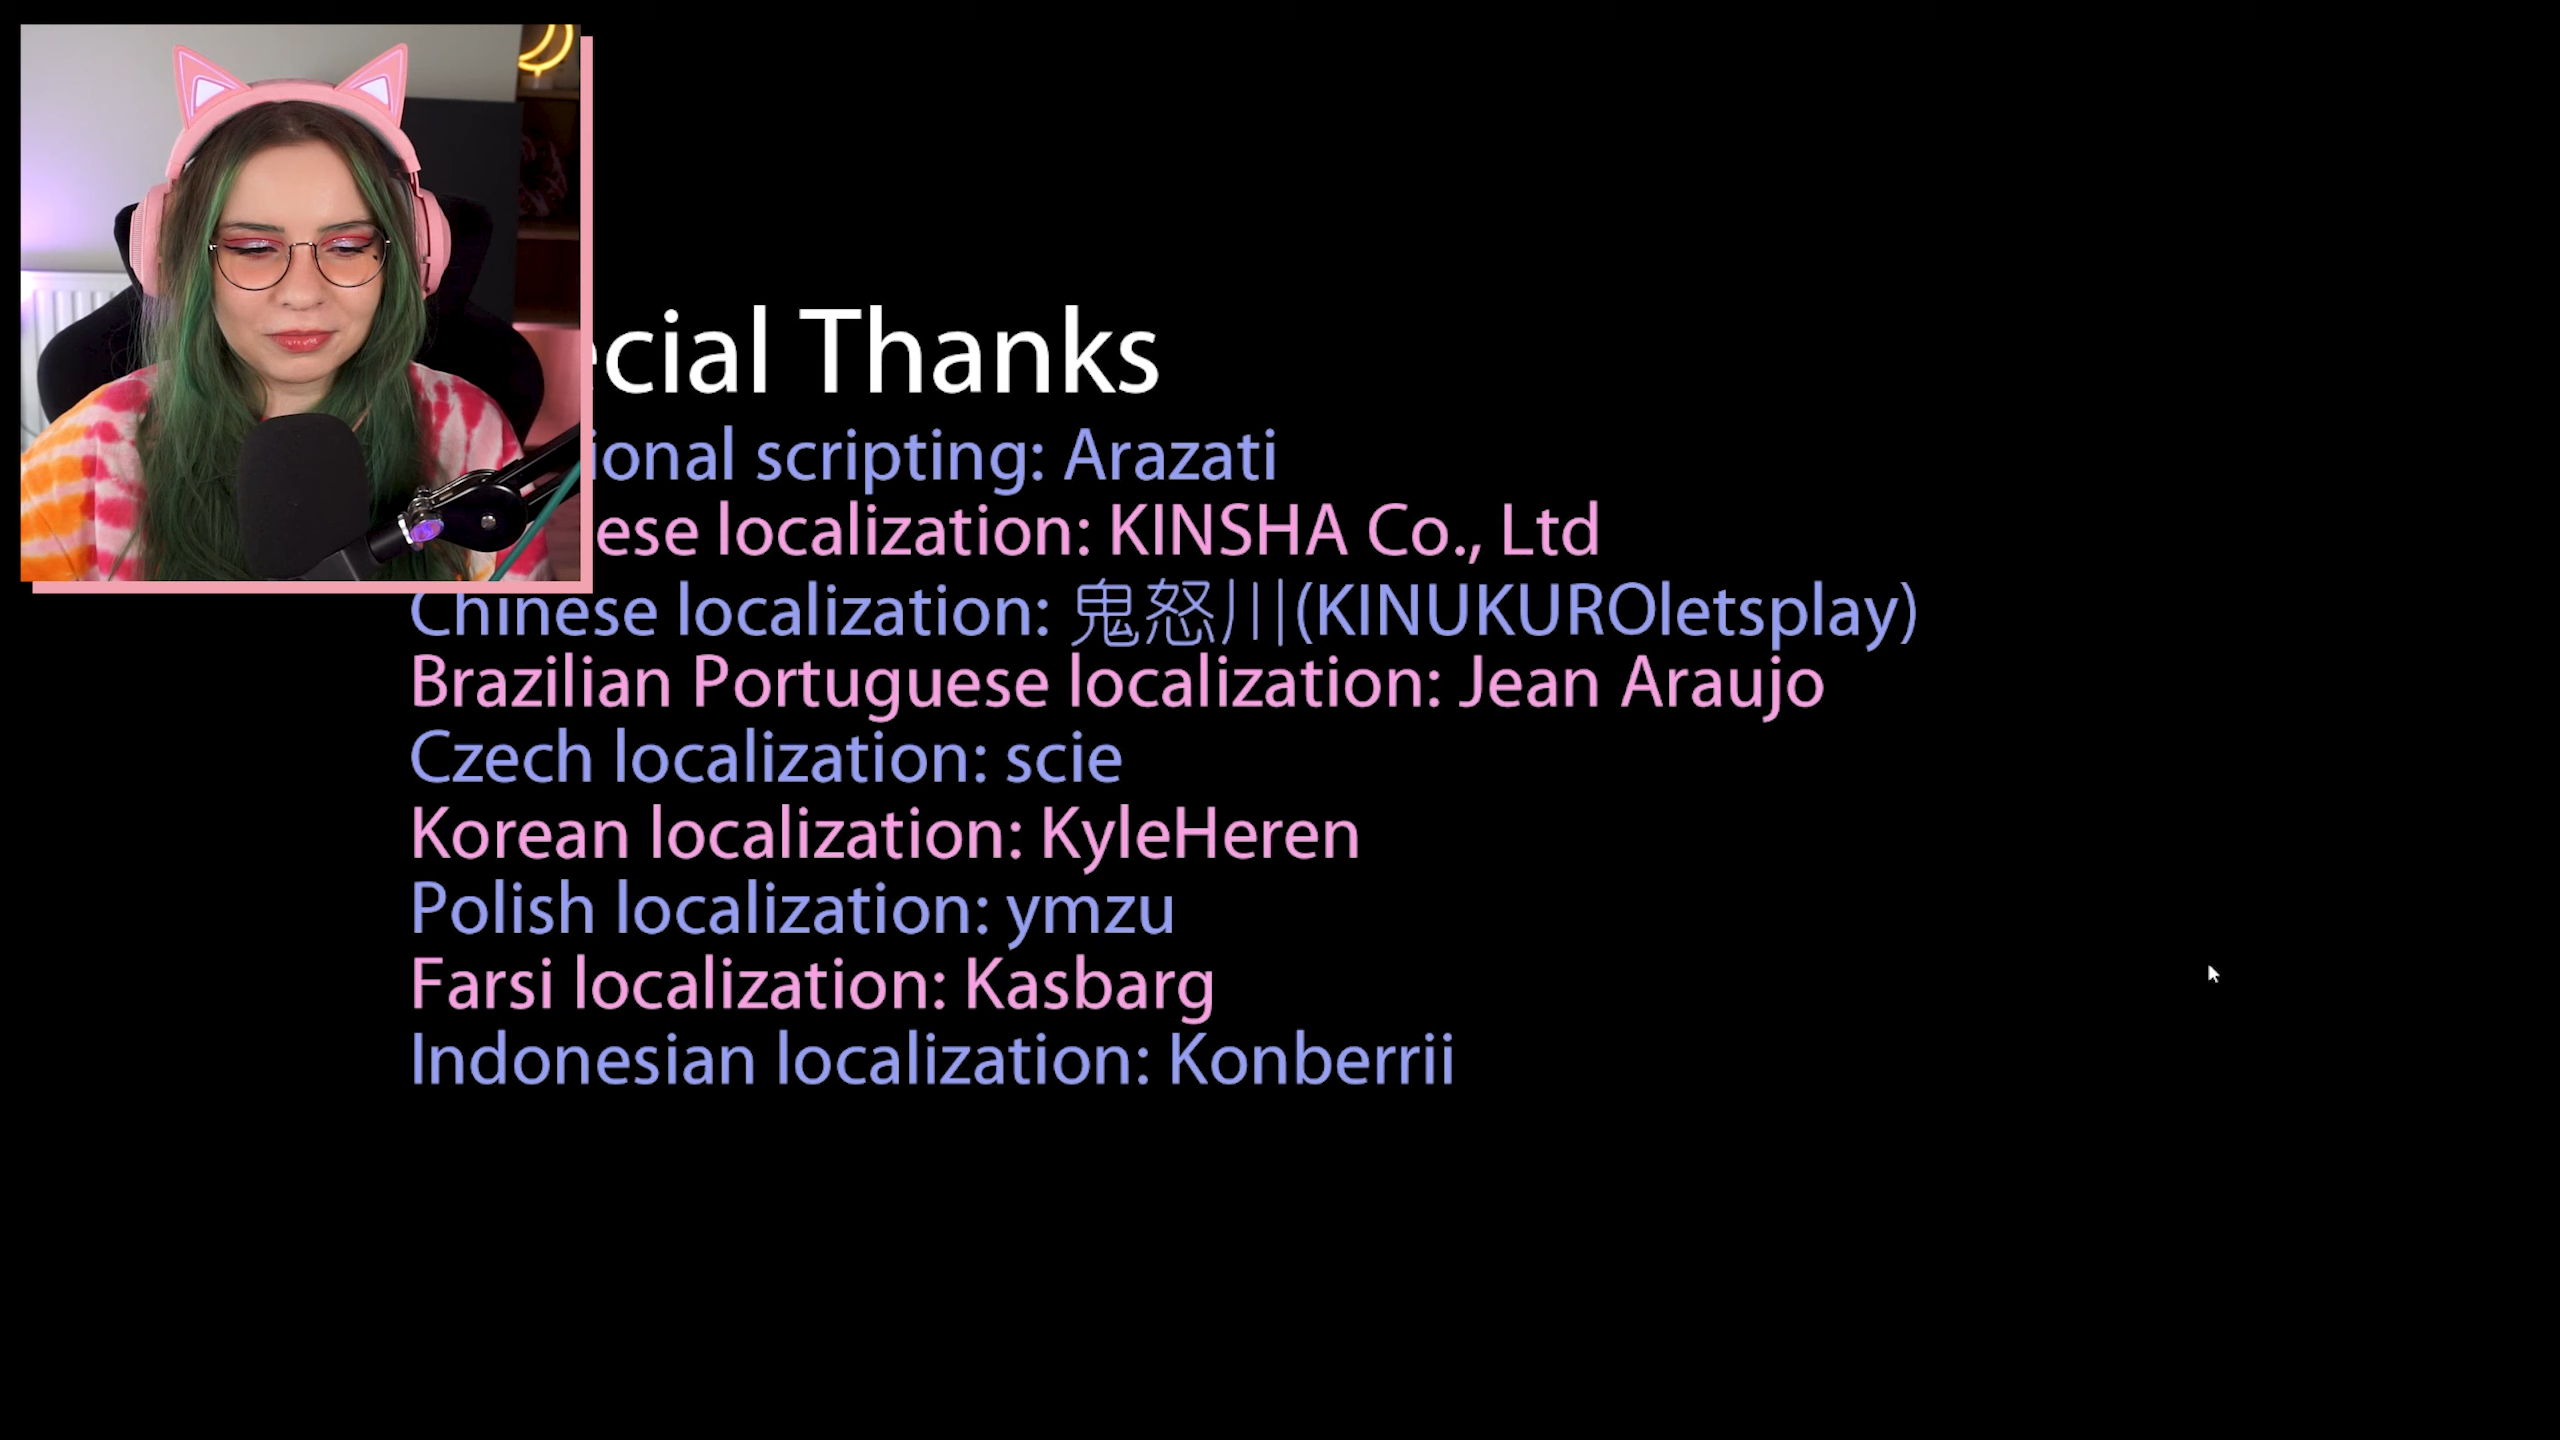 cial Thanks
ional scripting: Arazati
ese localization: KINSHA Co., Ltd
Chinese localization: 鬼怒川(KINUKUROletsplay)
Brazilian Portuguese localization: Jean Araujo
Czech localization: scie
Korean localization: KyleHeren
Polish localization: ymzu
Farsi localization: Kasbarg
Indonesian localization: Konberrii